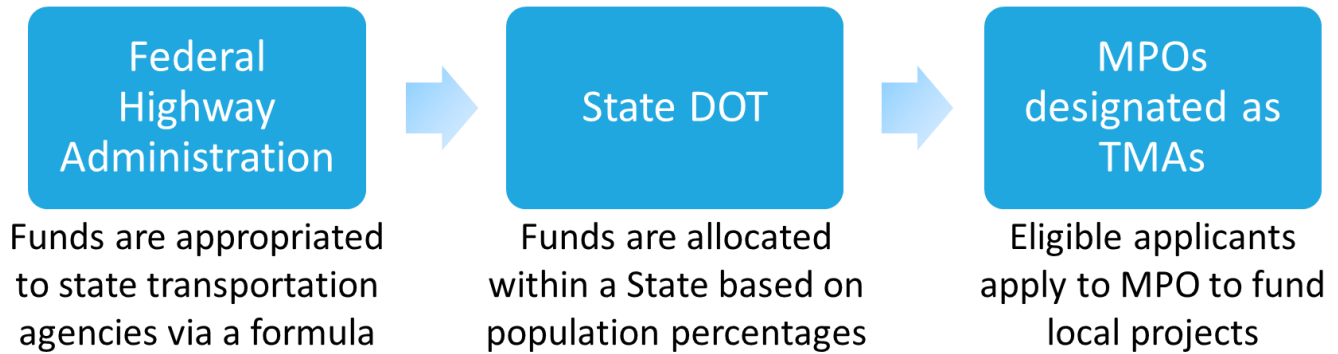 Federal
Highway
Administration
Funds are appropriated
to state transportation
agencies via a formula
State DOT
Funds are allocated
within a State based on
population percentages
MPOs
designated as
TMAs
Eligible applicants
apply to MPO to fund
local projects